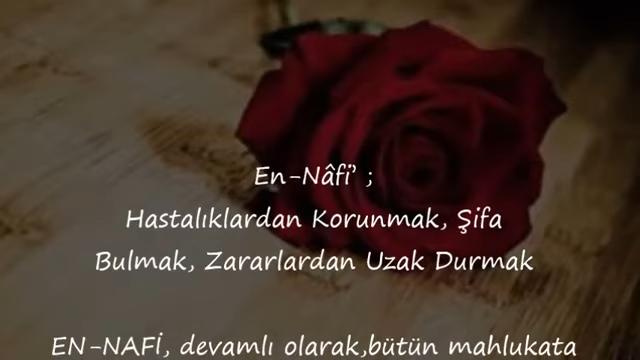 En-Nâfi' ;
Hastalıklardan Korunmak, Şifa
Bulmak, Zararlardan Uzak Durmak
EN-NAFİ, devamlı olarak,bütün mahlukata